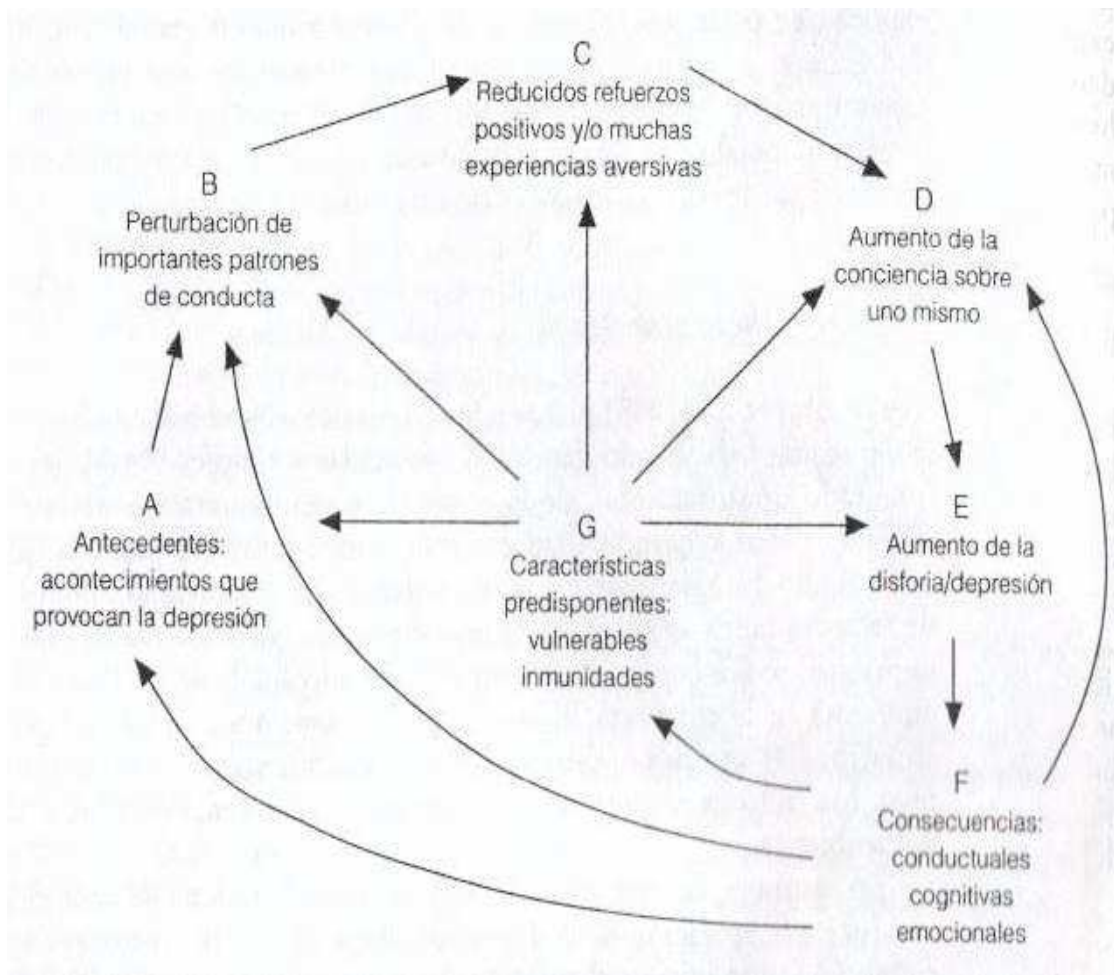 C
Reducidos refuerzos
positivos y/o muchas
experiencias aversivas
B
Perturbación de
importantes patrones
de conducta
D
Aumento de la
conciencia sobre
uno mismo
A
Antecedentes:
acontecimientos que
provocan la depresión
G
Características
predisponentes:
vulnerables
inmunidades
E
Aumento de la
disforia/depresión
F
Consecuencias:
conductuales
cognitivas
emocionales